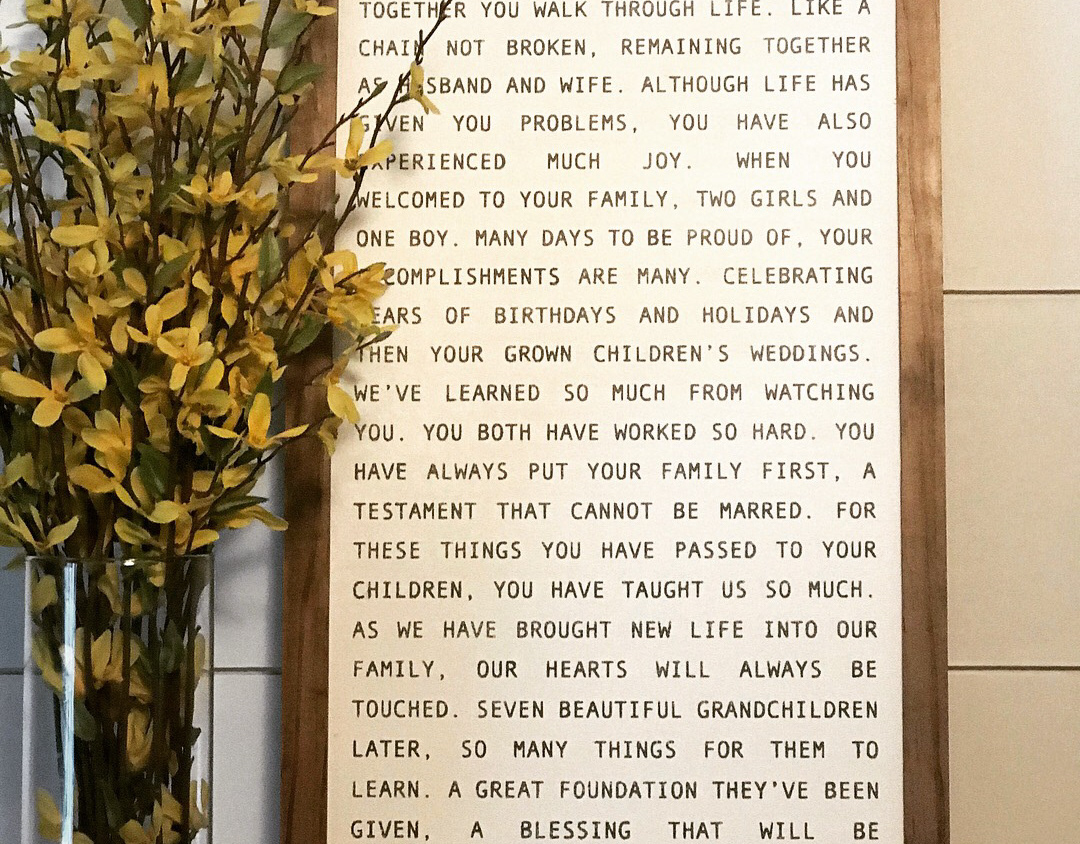 TOGETHER YOU WALK THROUGH LIFE. LIKE A
CHAIN NOT BROKEN, REMAINING TOGETHER
AS HUSBAND AND WIFE. ALTHOUGH LIFE HAS
GIVEN YOU PROBLEMS, YOU HAVE ALSO
EXPERIENCED MUCH JOY. WHEN YOU
WELCOMED TO YOUR FAMILY, TWO GIRLS AND
ONE BOY. MANY DAYS TO BE PROUD OF, YOUR
ACCOMPLISHMENTS ARE MANY. CELEBRATING
YEARS OF BIRTHDAYS AND HOLIDAYS AND
THEN YOUR GROWN CHILDREN'S WEDDINGS.
WE'VE LEARNED SO MUCH FROM WATCHING
YOU. YOU BOTH HAVE WORKED SO HARD. YOU
HAVE ALWAYS PUT YOUR FAMILY FIRST, A
TESTAMENT THAT CANNOT BE MARRED. FOR
THESE THINGS YOU HAVE PASSED TO YOUR
CHILDREN, YOU HAVE TAUGHT US SO MUCH.
AS WE HAVE BROUGHT NEW LIFE INTO OUR
FAMILY, OUR HEARTS WILL ALWAYS BE
TOUCHED. SEVEN BEAUTIFUL GRANDCHILDREN
LATER, SO MANY THINGS FOR THEM TO
LEARN. A GREAT FOUNDATION THEY'VE BEEN
GIVEN, A BLESSING THAT WILL BE